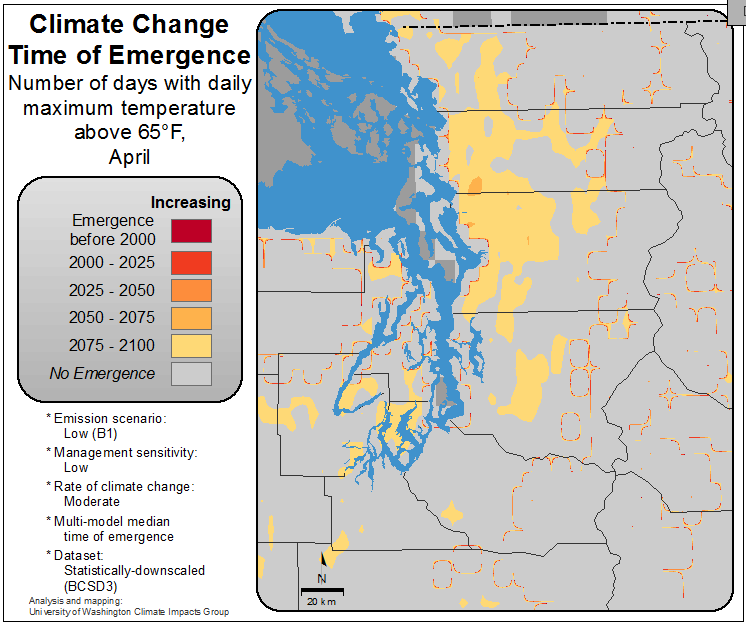 Climate Change
Time of Emergence
Number of days with daily
maximum temperature
above 65°F,
April
Increasing
Emergence
before 2000
2000 - 2025
2025 - 2050
2050 - 2075
2075 - 2100
No Emergence
* Emission scenario:
Low (B1)
* Management sensitivity:
Low
* Rate of climate change:
Moderate
* Multi-model median
time of emergence
* Dataset:
Statistically-downscaled
(BCSD3)
Analysis and mapping:
University of Washington Climate Impacts Group
N
20 km